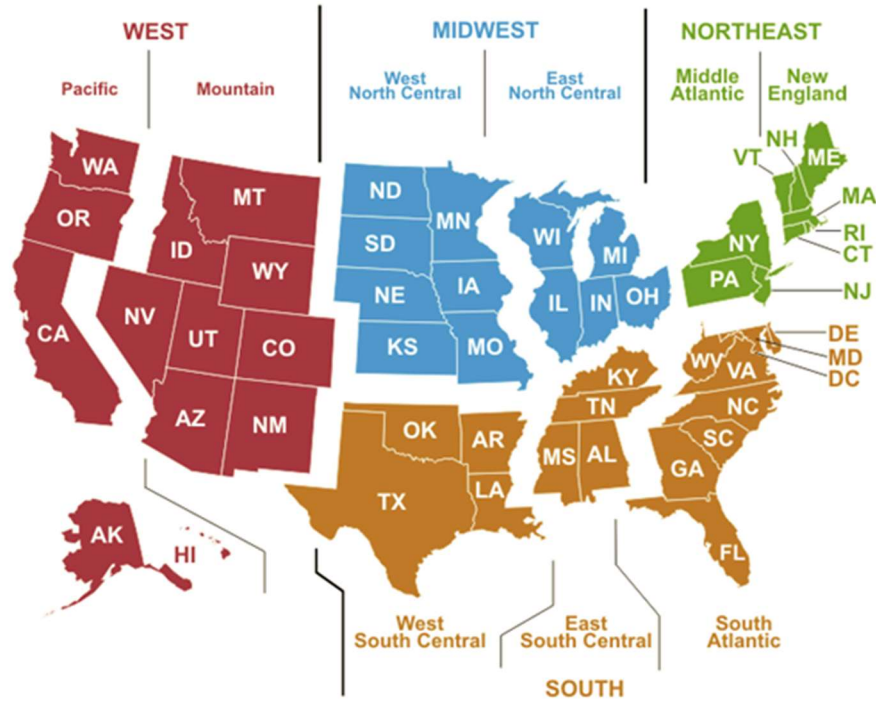 WEST
MIDWEST
NORTHEAST
Pacific
Mountain
West
North Central
East
North Central
Middle
Atlantic
New
England
WA
OR
CA
NV
ID
MT
WY
UT
CO
AZ
NM
AK
HI
ND
SD
NE
KS
MN
IA
MO
WI
MI
IL
IN
OH
NH
VT
ME
MA
RI
CT
NY
PA
NJ
DE
MD
DC
WV
VA
KY
TN
NC
SC
GA
FL
OK
AR
TX
LA
MS
AL
West
South Central
East
South Central
South
Atlantic
SOUTH